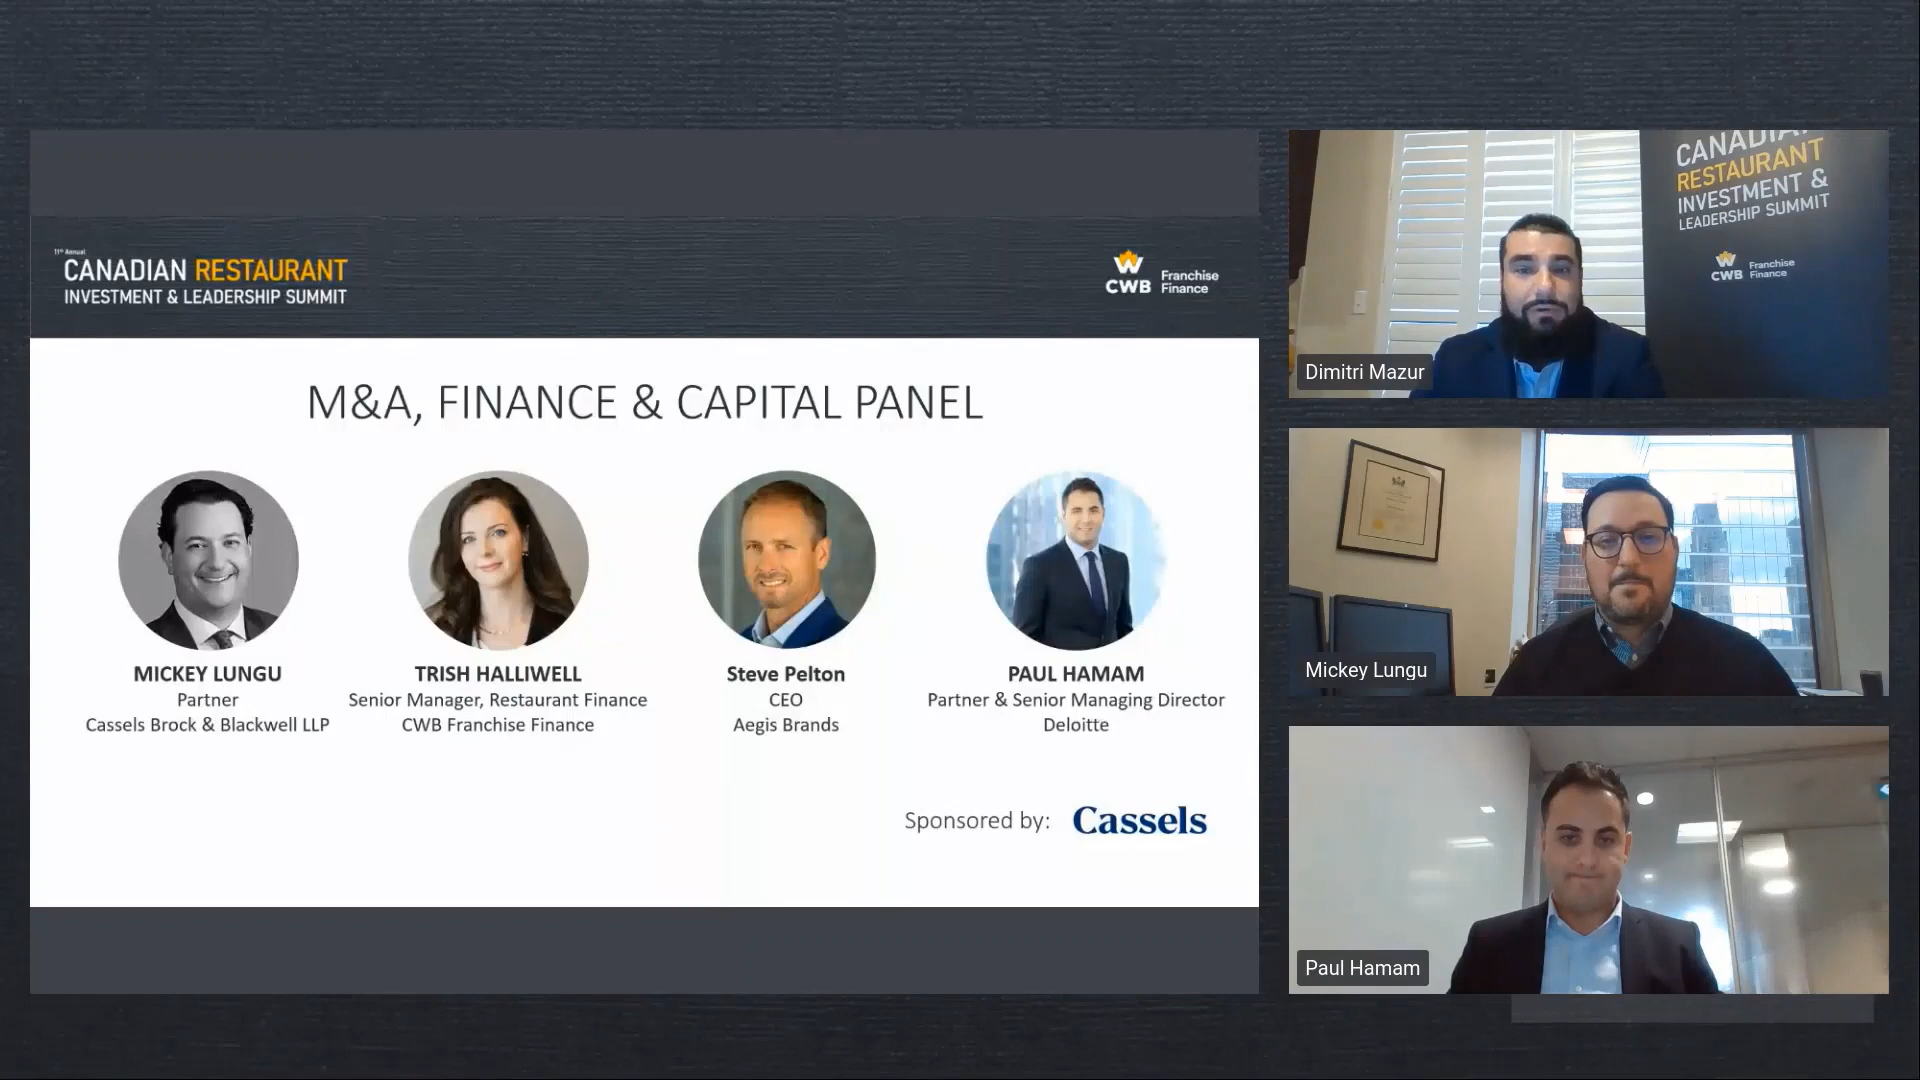 11th Annual
CANADIAN RESTAURANT
INVESTMENT & LEADERSHIP SUMMIT
W
CWB
Franchise
Finance
M&A, FINANCE & CAPITAL PANEL
MICKEY LUNGU
Partner
Cassels Brock & Blackwell LLP
TRISH HALLIWELL
Senior Manager, Restaurant Finance
CWB Franchise Finance
Steve Pelton
CEO
Aegis Brands
PAUL HAMAM
Partner & Senior Managing Director
Deloitte
Sponsored by: Cassels
CANADIAN
RESTAURANT
INVESTMENT &
LEADERSHIP SUMMIT
W
CWB
Franchise
Finance
Dimitri Mazur
Mickey Lungu
Paul Hamam